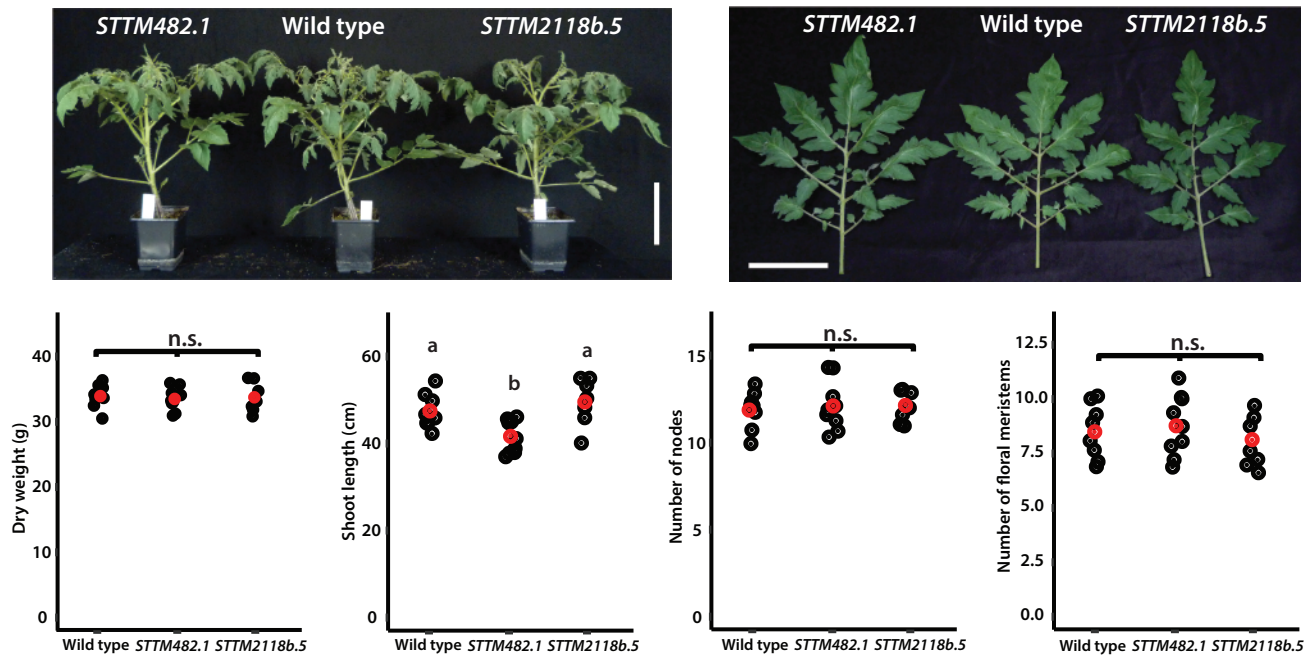 STTM482.1 Wild type STTM2118b.5
STTM482.1 Wild type STTM2118b.5
Dry weight (g)
40
30
20
10
0
n.s.
Wild type STTM482.1 STTM2118b.5
Shoot length (cm)
60
40
20
0
a
b
a
Wild type STTM482.1 STTM2118b.5
Number of nodes
15
10
5
0
n.s.
Wild type STTM482.1 STTM2118b.5
Number of floral meristems
12.5
10.0
7.5
5.0
2.5
0.0
n.s.
Wild type STTM482.1 STTM2118b.5